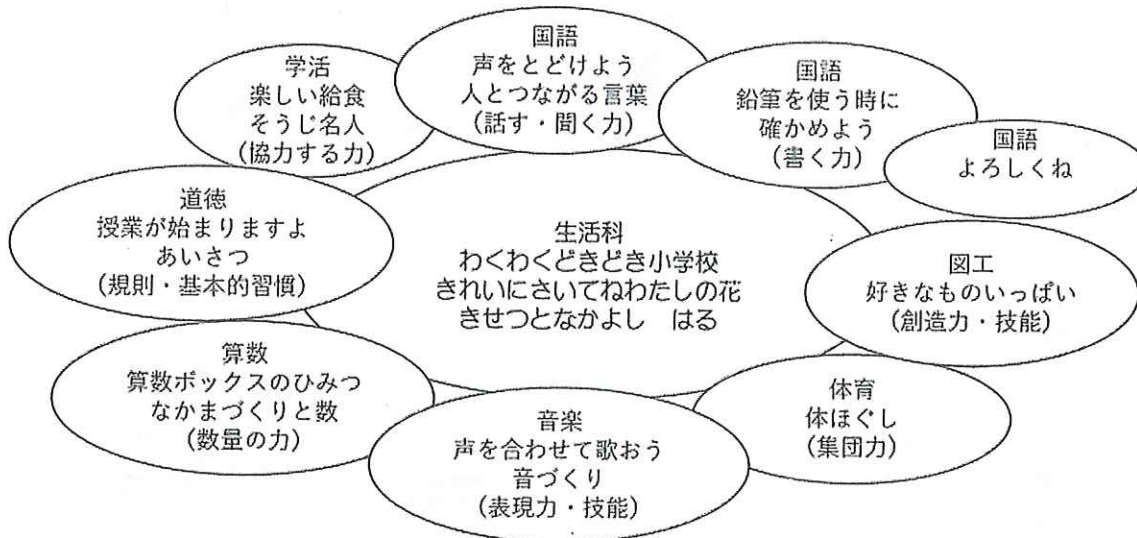 国語
声をとどけよう
人とつながる言葉
(話す・聞く力)
学活
楽しい給食
そうじ名人
(協力する力)
国語
鉛筆を使う時に
確かめよう
(書く力)
国語
よろしくね
道徳
授業が始まりますよ
あいさつ
(規則・基本的習慣)
生活科
わくわくどきどき小学校
きれいにさいてねわたしの花
きせつとなかよし　はる
図工
好きなものいっぱい
(創造力・技能)
算数
算数ボックスのひみつ
なかまづくりと数
(数量の力)
音楽
声を合わせて歌おう
音づくり
(表現力・技能)
体育
体ほぐし
(集団力)